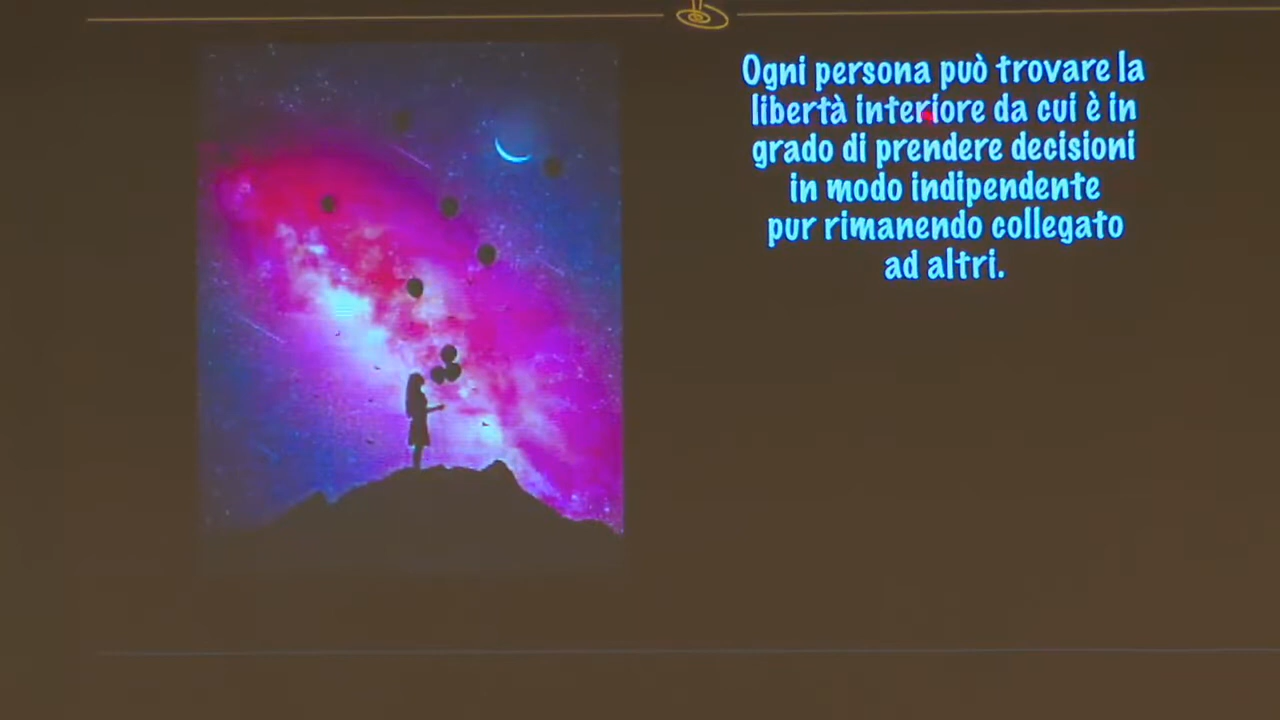 Ogni persona può trovare la
libertà interiore da cui è in
grado di prendere decisioni
in modo indipendente
pur rimanendo collegato
ad altri.